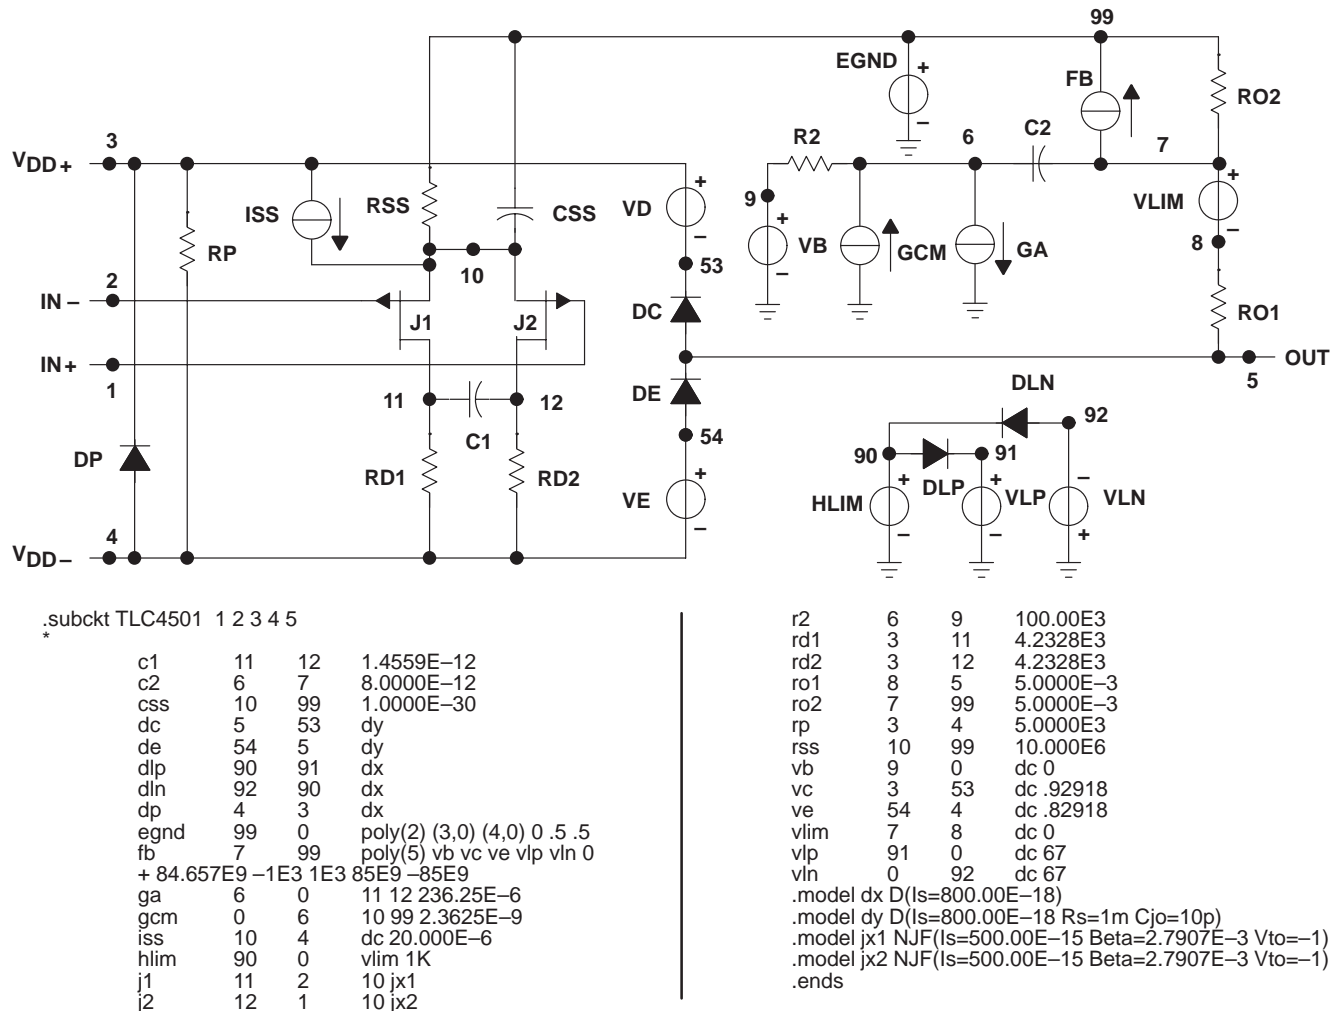 99
EGND
+
FB
RO2
3
VDD+
R2
6
C2
7
+
ISS
RSS
CSS
VD
+
9
+
VLIM
RP
10
VB
GCM
GA
8
2
53
IN −
DC
RO1
J1
J2
IN+
OUT
1
5
DE
DLN
11
12
92
C1
54
90
91
DP
RD1
RD2
VE
+
−
HLIM
+
−
DLP
+
−
VLP
−
+
VLN
4
VDD−
.subckt TLC4501 1 2 3 4 5
*
c1 11 12 1.4559E−12
c2 6 7 8.0000E−12
css 10 99 1.0000E−30
dc 5 53 dy
de 54 5 dy
dlp 90 91 dx
dln 92 90 dx
dp 4 3 dx
egnd 99 0 poly(2) (3,0) (4,0) 0 .5 .5
fb 7 99 poly(5) vb vc ve vlp vln 0
+ 84.657E9 −1E3 1E3 85E9 −85E9
ga 6 0 11 12 236.25E−6
gcm 0 6 10 99 2.3625E−9
iss 10 4 dc 20.000E−6
hlim 90 0 vlim 1K
j1 11 2 10 jx1
j2 12 1 10 jx2
r2 6 9 100.00E3
rd1 3 11 4.2328E3
rd2 3 12 4.2328E3
ro1 8 5 5.0000E−3
ro2 7 99 5.0000E−3
rp 3 4 5.0000E3
rss 10 99 10.000E6
vb 9 0 dc 0
vc 3 53 dc .92918
ve 54 4 dc .82918
vlim 7 8 dc 0
vlp 91 0 dc 67
vln 0 92 dc 67
.model dx D(Is=800.00E−18)
.model dy D(Is=800.00E−18 Rs=1m Cjo=10p)
.model jx1 NJF(Is=500.00E−15 Beta=2.7907E−3 Vto=−1)
.model jx2 NJF(Is=500.00E−15 Beta=2.7907E−3 Vto=−1)
.ends